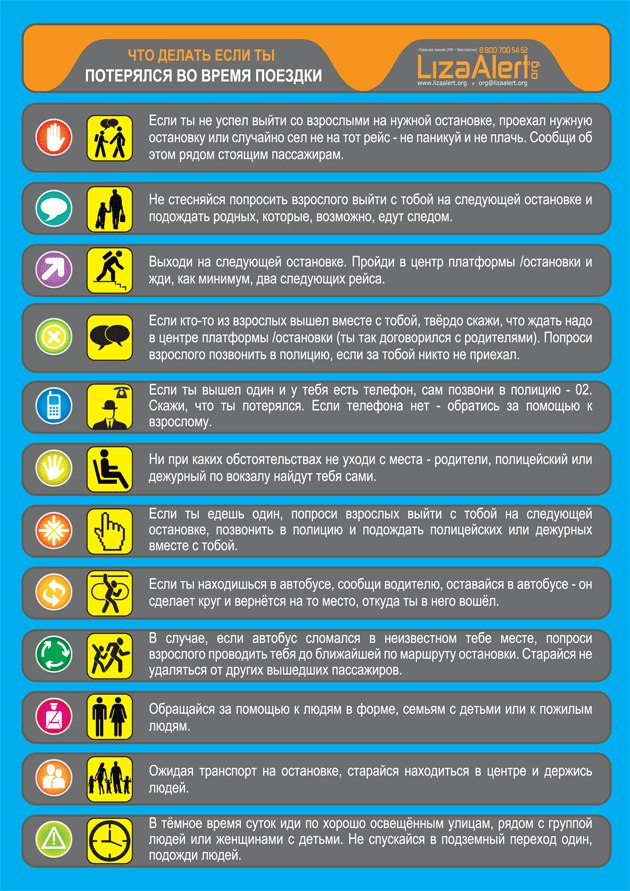 ЧТО ДЕЛАТЬ ЕСЛИ ТЫ
ПОТЕРЯЛСЯ ВО ВРЕМЯ ПОЕЗДКИ
Горячая линия (РФ - бесплатно) 8 800 700 54 52
LizaAlert.org
www.lizaalert.org org@lizaalert.org
Если ты не успел выйти со взрослыми на нужной остановке, проехал нужную
остановку или случайно сел не на тот рейс - не паникуй и не плачь. Сообщи об
этом рядом стоящим пассажирам.
Не стесняйся попросить взрослого выйти с тобой на следующей остановке и
подождать родных, которые, возможно, едут следом.
Выходи на следующей остановке. Пройди в центр платформы /остановки и
жди, как минимум, два следующих рейса.
Если кто-то из взрослых вышел вместе с тобой, твёрдо скажи, что ждать надо
в центре платформы /остановки (ты так договорился с родителями). Попроси
взрослого позвонить в полицию, если за тобой никто не приехал.
Если ты вышел один и у тебя есть телефон, сам позвони в полицию - 02.
Скажи, что ты потерялся. Если телефона нет - обратись за помощью к
взрослому.
Ни при каких обстоятельствах не уходи с места - родители, полицейский или
дежурный по вокзалу найдут тебя сами.
Если ты едешь один, попроси взрослых выйти с тобой на следующей
остановке, позвонить в полицию и подождать полицейских или дежурных
вместе с тобой.
Если ты находишься в автобусе, сообщи водителю, оставайся в автобусе - он
сделает круг и вернётся на то место, откуда ты в него вошёл.
В случае, если автобус сломался в неизвестном тебе месте, попроси
взрослого проводить тебя до ближайшей по маршруту остановки. Старайся не
удаляться от других вышедших пассажиров.
Обращайся за помощью к людям в форме, семьям с детьми или к пожилым
людям.
Ожидая транспорт на остановке, старайся находиться в центре и держись
людей.
В тёмное время суток иди по хорошо освещённым улицам, рядом с группой
людей или женщинами с детьми. Не спускайся в подземный переход один,
подожди людей.